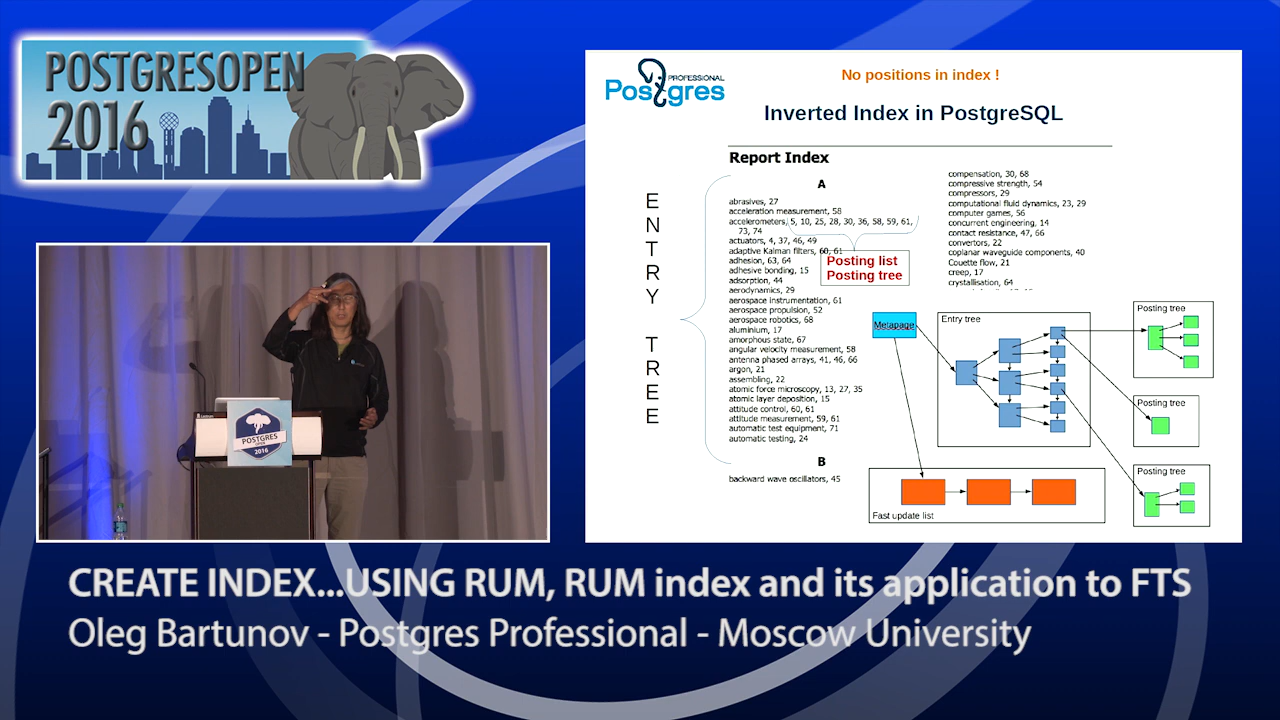 POSTGRESOPEN
2016
PROFESSIONAL
Postgres
No positions in index !
Inverted Index in PostgreSQL
Report Index
A
abrasives, 27
acceleration measurement, 58
accelerometers, 5, 10, 25, 28, 30, 36, 58, 59, 61,
73, 74
actuators, 4, 37, 46, 49
adaptive Kalman filters, 60, 61
adhesion, 63, 64
adhesive bonding, 15
adsorption, 44
aerodynamics, 29
aerospace instrumentation, 61
aerospace propulsion, 52
aerospace robotics, 68
aluminium, 17
amorphous state, 67
angular velocity measurement, 58
antenna phased arrays, 41, 46, 66
argon, 21
assembling, 22
atomic force microscopy, 13, 27, 35
atomic layer deposition, 15
attitude control, 60, 61
attitude measurement, 59, 61
automatic test equipment, 71
automatic testing, 24
B
backward wave oscillators, 45
compensation, 30, 68
compressive strength, 54
compressors, 29
computational fluid dynamics, 23, 29
computer games, 56
concurrent engineering, 14
contact resistance, 47, 66
convertors, 22
coplanar waveguide components, 40
Couette flow, 21
creep, 17
crystallisation, 64
ENTRY TREE
Posting list
Posting tree
Metapage
Entry tree
Posting tree
Posting tree
Posting tree
Fast update list
POSTGRES
OPEN
2016
CREATE INDEX...USING RUM, RUM index and its application to FTS
Oleg Bartunov - Postgres Professional - Moscow University